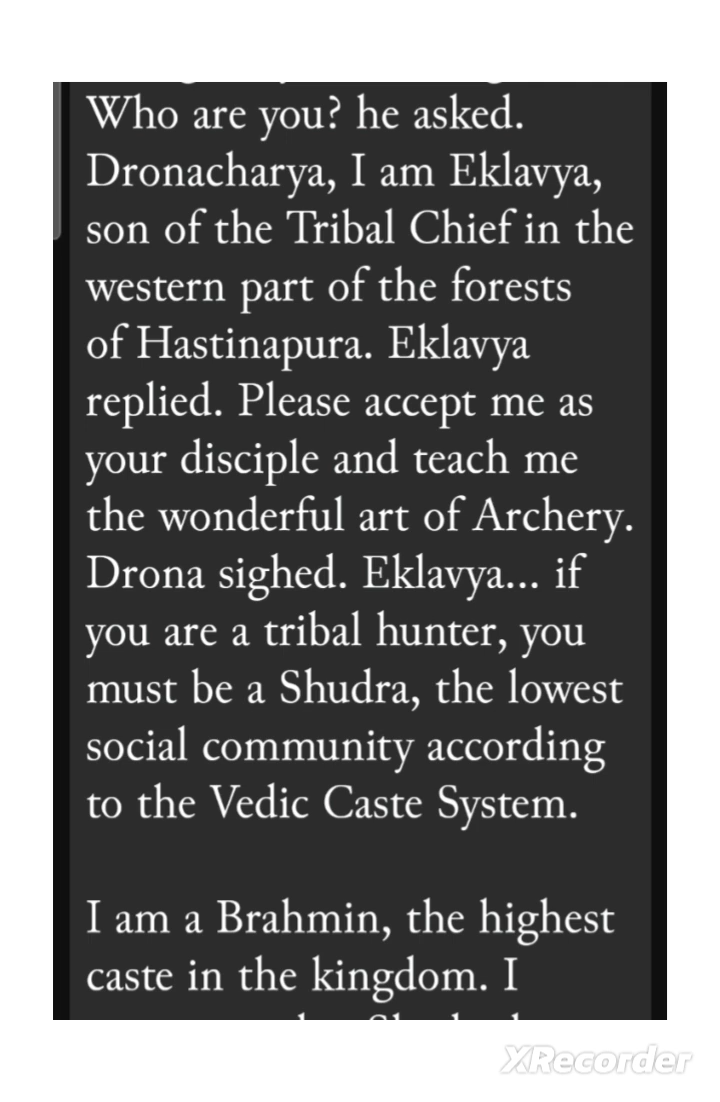 Who are you? he asked.
Dronacharya, I am Eklavya,
son of the Tribal Chief in the
western part of the forests
of Hastinapura. Eklavya
replied. Please accept me as
your disciple and teach me
the wonderful art of Archery.
Drona sighed. Eklavya... if
you are a tribal hunter, you
must be a Shudra, the lowest
social community according
to the Vedic Caste System.
I am a Brahmin, the highest
caste in the kingdom. I
XRecorder